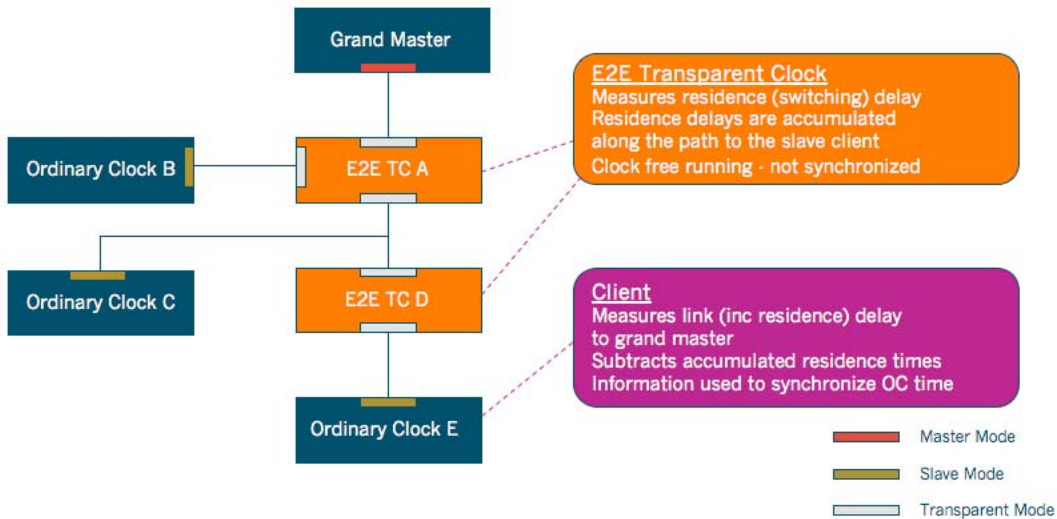 Grand Master
E2E Transparent Clock
Measures residence (switching) delay
Residence delays are accumulated
along the path to the slave client
Clock free running - not synchronized
Ordinary Clock B
E2E TC A
Ordinary Clock C
E2E TC D
Client
Measures link (inc residence) delay
to grand master
Subtracts accumulated residence times
Information used to synchronize OC time
Ordinary Clock E
Master Mode
Slave Mode
Transparent Mode